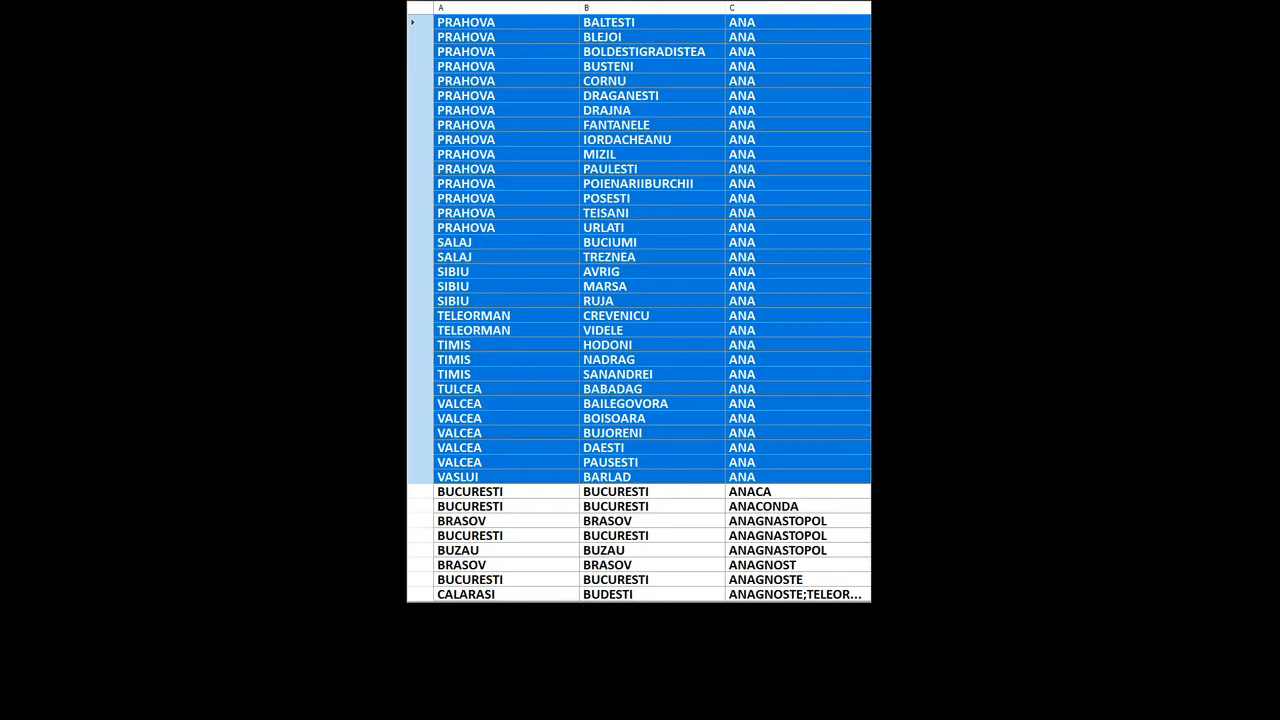 A B C
PRAHOVA BALTESTI ANA
PRAHOVA BLEJOI ANA
PRAHOVA BOLDESTIGRADISTEA ANA
PRAHOVA BUSTENI ANA
PRAHOVA CORNU ANA
PRAHOVA DRAGANESTI ANA
PRAHOVA DRAJNA ANA
PRAHOVA FANTANELE ANA
PRAHOVA IORDACHEANU ANA
PRAHOVA MIZIL ANA
PRAHOVA PAULESTI ANA
PRAHOVA POIENARIIBURCHII ANA
PRAHOVA POSESTI ANA
PRAHOVA TEISANI ANA
PRAHOVA URLATI ANA
SALAJ BUCIUMI ANA
SALAJ TREZNEA ANA
SIBIU AVRIG ANA
SIBIU MARSA ANA
SIBIU RUJA ANA
TELEORMAN CREVENICU ANA
TELEORMAN VIDELE ANA
TIMIS HODONI ANA
TIMIS NADRAG ANA
TIMIS SANANDREI ANA
TULCEA BABADAG ANA
VALCEA BAILEGOVORA ANA
VALCEA BOISOARA ANA
VALCEA BUJORENI ANA
VALCEA DAESTI ANA
VALCEA PAUSESTI ANA
VASLUI BARLAD ANA
BUCURESTI BUCURESTI ANACA
BUCURESTI BUCURESTI ANACONDA
BRASOV BRASOV ANAGNASTOPOL
BUCURESTI BUCURESTI ANAGNASTOPOL
BUZAU BUZAU ANAGNASTOPOL
BRASOV BRASOV ANAGNOST
BUCURESTI BUCURESTI ANAGNOSTE
CALARASI BUDESTI ANAGNOSTE;TELEOR...